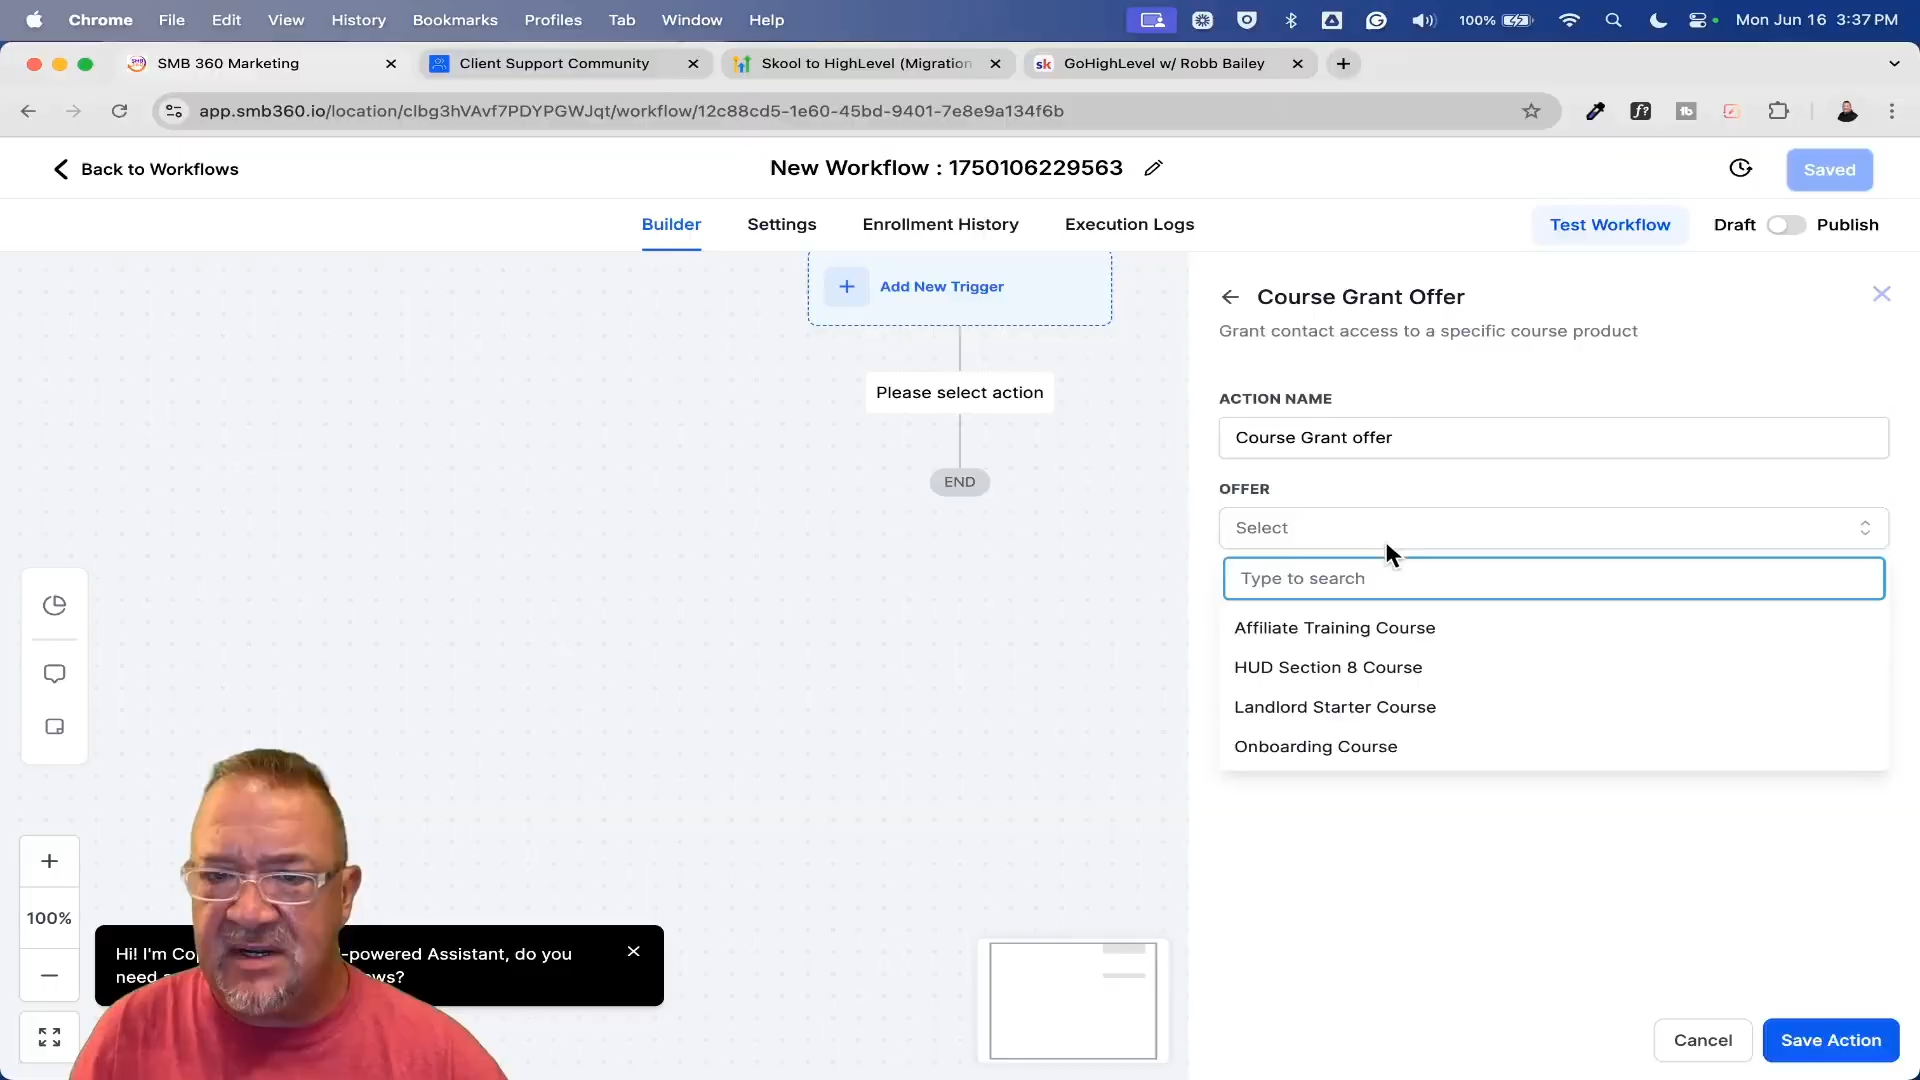 Chrome File Edit View History Bookmarks Profiles Tab Window Help 100% Mon Jun 16 3:37 PM
SMB 360 Marketing Client Support Community Skool to HighLevel (Migration sk GoHighLevel w/ Robb Bailey
app.smb360.io/location/clbg3hVAvf7PDYPGWJqt/workflow/12c88cd5-1e60-45bd-9401-7e8e9a134f6b
Back to Workflows New Workflow : 1750106229563 Saved
Builder Settings Enrollment History Execution Logs Test Workflow Draft Publish
Add New Trigger
Please select action
END
Course Grant Offer
Grant contact access to a specific course product
ACTION NAME
Course Grant offer
OFFER
Select
Type to search
Affiliate Training Course
HUD Section 8 Course
Landlord Starter Course
Onboarding Course
100%
Hi! I'm -powered Assistant, do you
need
Cancel Save Action